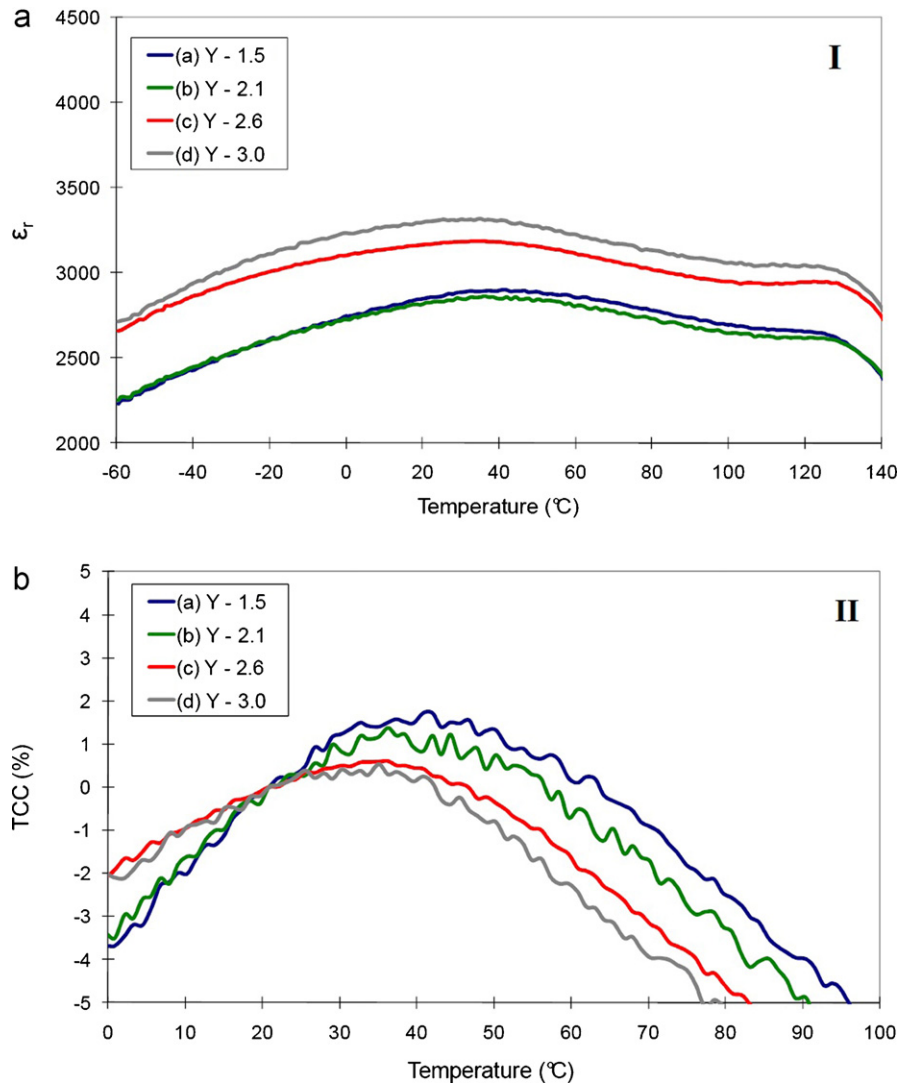 a
4500
4000
3500
3000
2500
2000
εr
(a) Y - 1.5
(b) Y - 2.1
(c) Y - 2.6
(d) Y - 3.0
I
-60 -40 -20 0 20 40 60 80 100 120 140
Temperature (°C)
b
5
4
3
2
1
0
-1
-2
-3
-4
-5
TCC (%)
(a) Y - 1.5
(b) Y - 2.1
(c) Y - 2.6
(d) Y - 3.0
II
0 10 20 30 40 50 60 70 80 90 100
Temperature (°C)